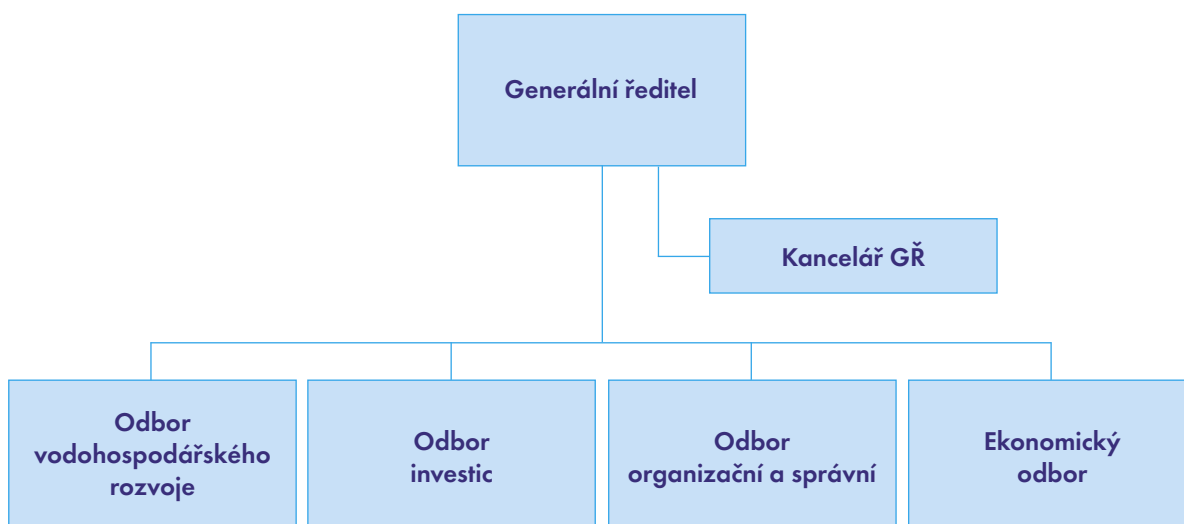 Generální ředitel
Kancelář GŘ
Odbor
vodohospodářského
rozvoje
Odbor
investic
Odbor
organizační a správní
Ekonomický
odbor